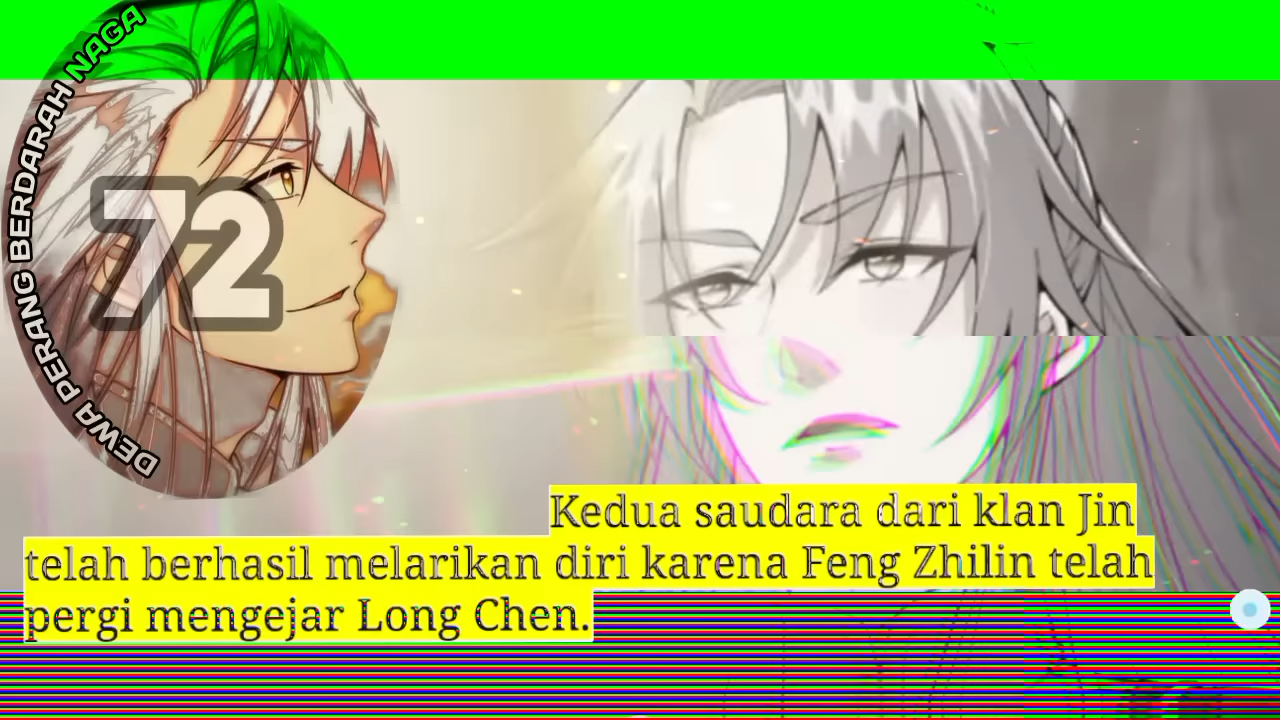 DEWA PERANG BERDARAH NAGA
72
Kedua saudara dari klan Jin
telah berhasil melarikan diri karena Feng Zhilin telah
pergi mengejar Long Chen.